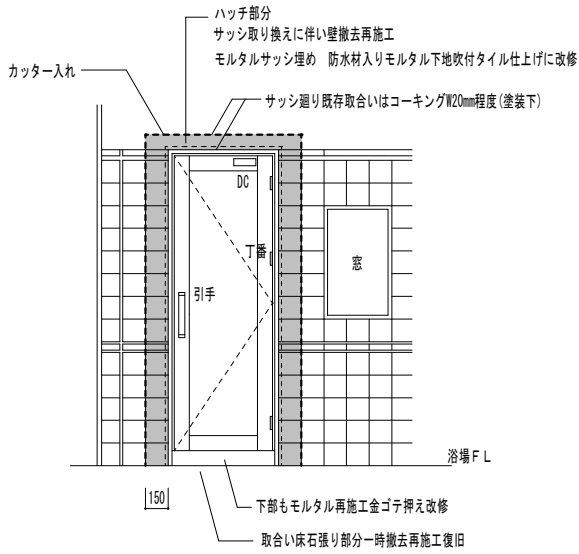 ハッチ部分
サッシ取り換えに伴い壁撤去再施工
モルタルサッシ埋め 防水材入りモルタル下地吹付タイル仕上げに改修
カッター入れ
サッシ廻り既存取合いはコーキングW20mm程度(塗装下)
DC
丁番
窓
引手
浴場FL
150
下部もモルタル再施工金ゴテ押え改修
取合い床石張り部分一時撤去再施工復旧